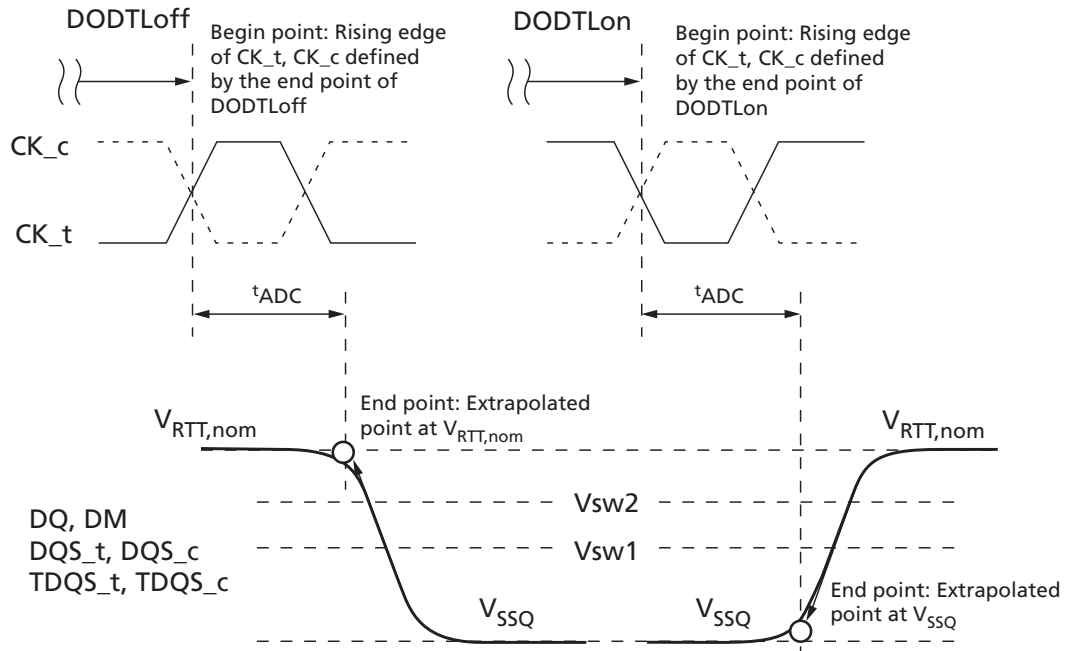 DODTLoff
Begin point: Rising edge
of CK_t, CK_c defined
by the end point of
DODTLoff
DODTLon
Begin point: Rising edge
of CK_t, CK_c defined
by the end point of
DODTLon
CK_c
CK_t
tADC
tADC
End point: Extrapolated
point at VRTT,nom
VRTT,nom
VRTT,nom
Vsw2
Vsw1
DQ, DM
DQS_t, DQS_c
TDQS_t, TDQS_c
VSSQ
VSSQ
End point: Extrapolated
point at VSSQ